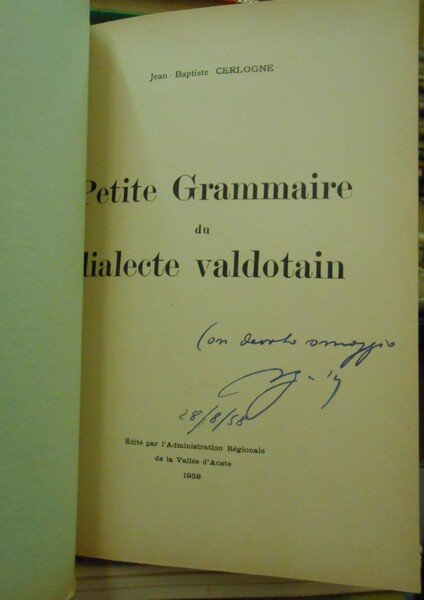 Jean-Baptiste CERLOGNE
Petite Grammaire
du
dialecte valdotain
Con devoto omaggio
28/8/58
Édité par l'Administration Régionale
de la Vallée d'Aoste
1958